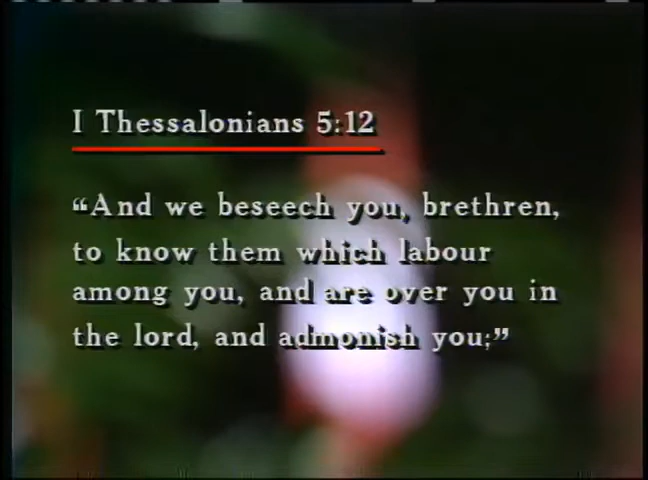 I Thessalonians 5:12
“And we beseech you, brethren,
to know them which labour
among you, and are over you in
the lord, and admonish you;”